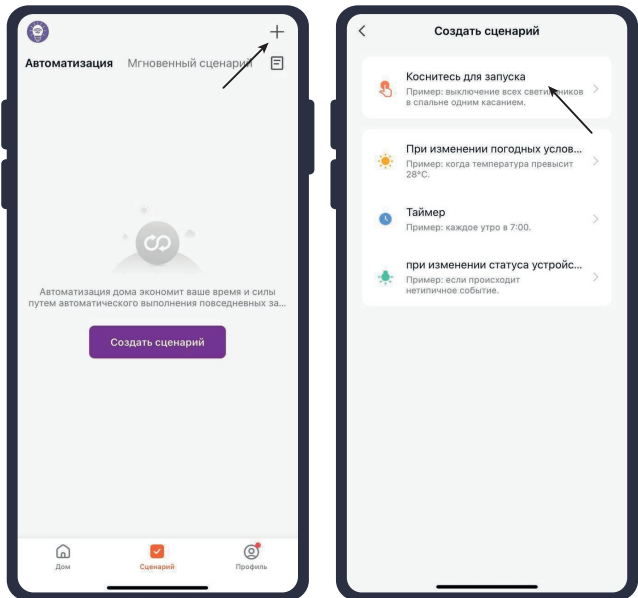 Автоматизация Мгновенный сценарий
Автоматизация дома экономит ваше время и силы
путем автоматического выполнения повседневных за...
Создать сценарий
Дом Сценарий Профиль
Создать сценарий
Коснитесь для запуска
Пример: выключение всех светильников
в спальне одним касанием.
При изменении погодных услов...
Пример: когда температура превысит
28°C.
Таймер
Пример: каждое утро в 7:00.
при изменении статуса устройс...
Пример: если происходит
нетипичное событие.